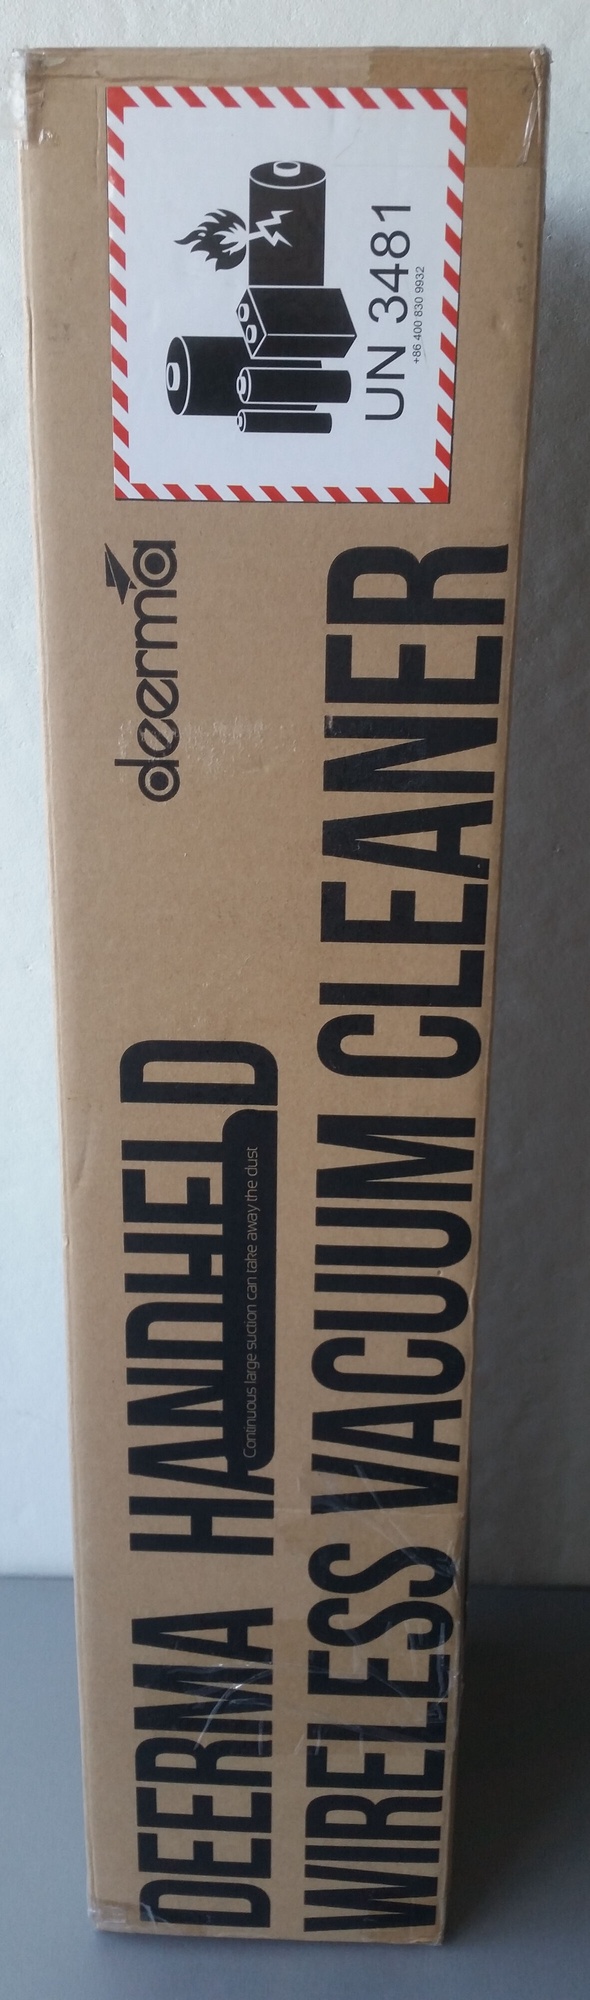 DEERMA HANDHELD
Continuous large suction can take away the dust
WIRELESS VACUUM CLEANER
deerma
UN 3481
+86 400 830 9932